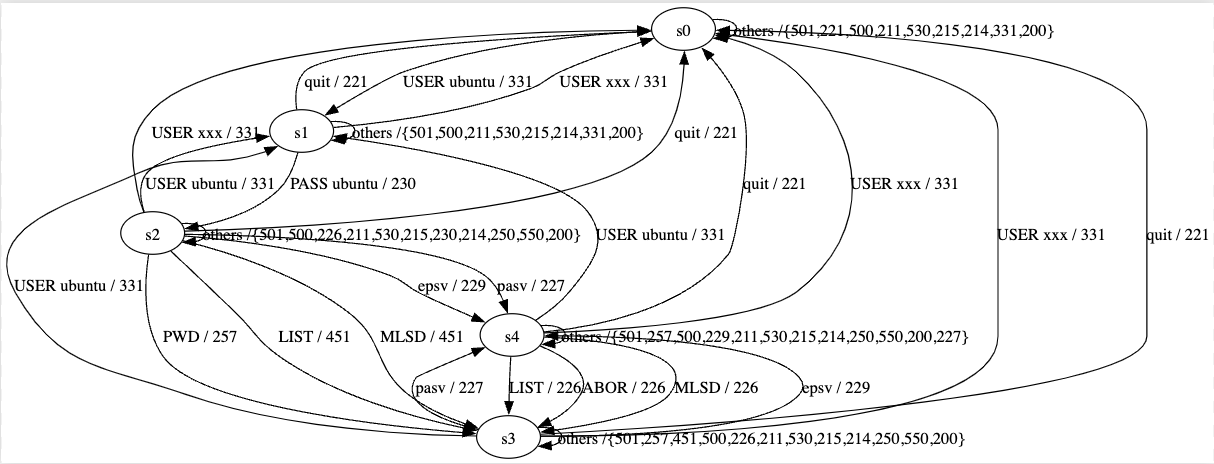 s0
others /{501,221,500,211,530,215,214,331,200}
quit / 221
USER ubuntu / 331
USER xxx / 331
USER xxx / 331
s1
others /{501,500,211,530,215,214,331,200}
quit / 221
USER ubuntu / 331
PASS ubuntu / 230
quit / 221
USER xxx / 331
s2
others /{501,500,226,211,530,215,230,214,250,550,200}
USER ubuntu / 331
USER xxx / 331
quit / 221
USER ubuntu / 331
epsv / 229
pasv / 227
PWD / 257
LIST / 451
MLSD / 451
s4
others /{501,257,500,229,211,530,215,214,250,550,200,227}
pasv / 227
LIST / 226
ABOR / 226
MLSD / 226
epsv / 229
s3
others /{501,257,451,500,226,211,530,215,214,250,550,200}